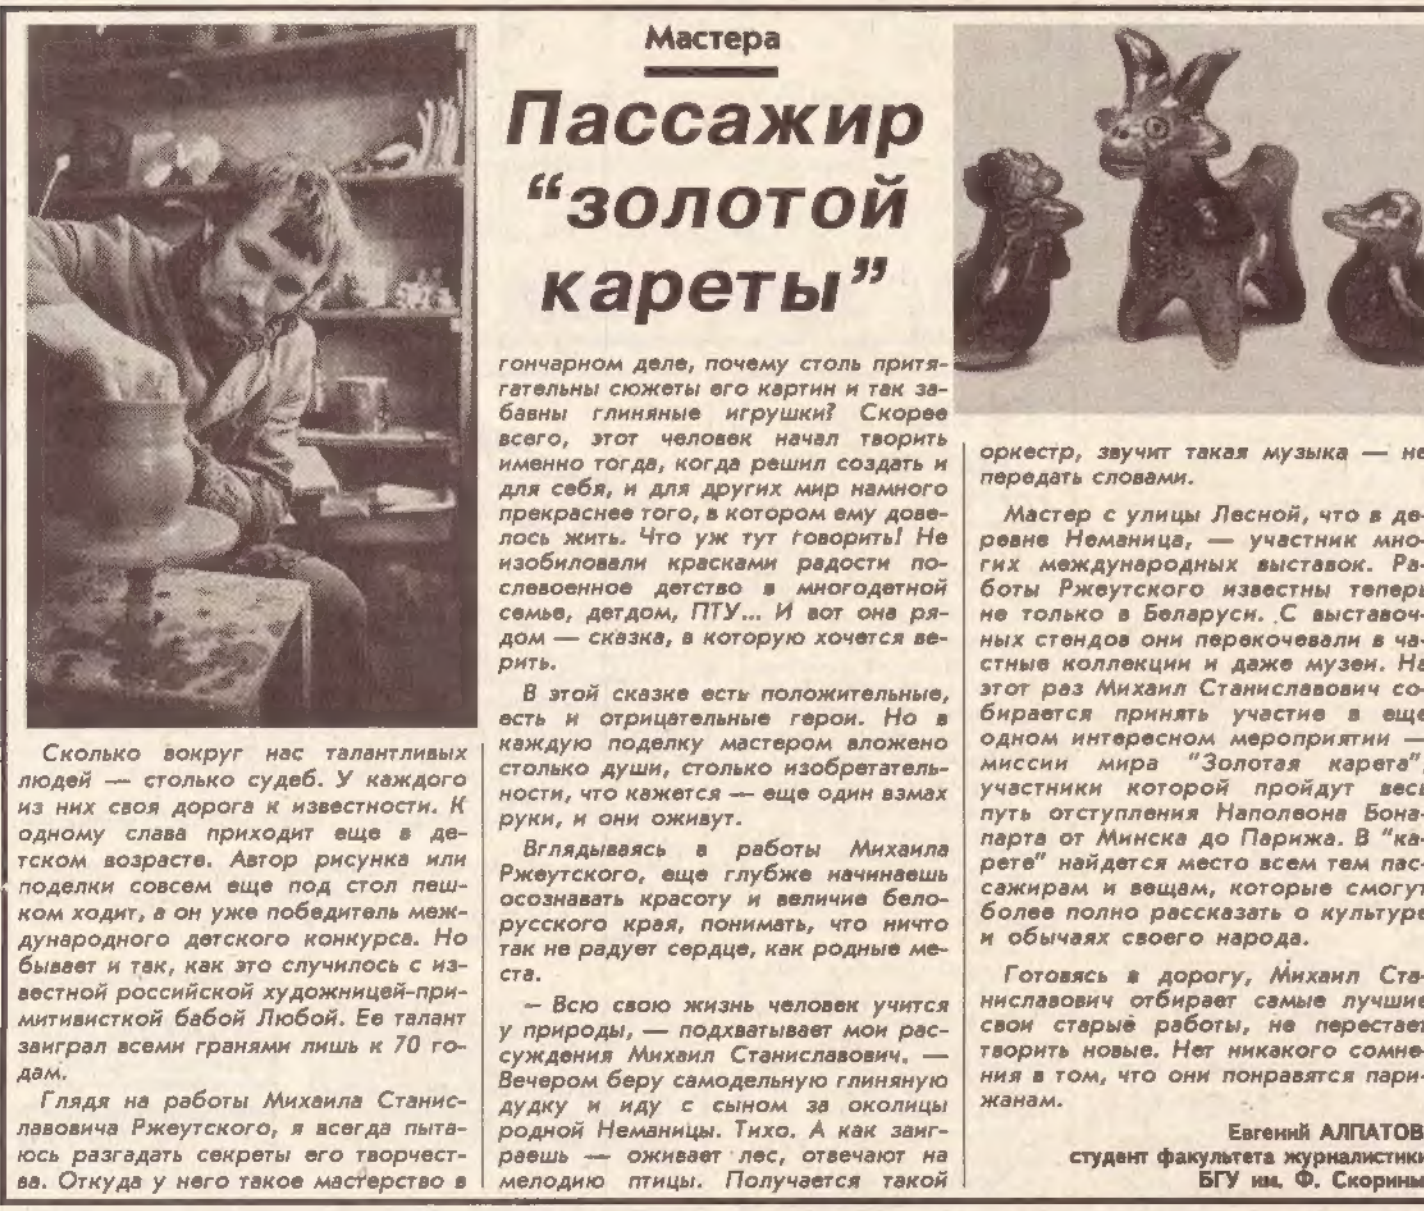 Мастера
Пассажир
“золотой
кареты”
Сколько вокруг нас талантливых
людей — столько судеб. У каждого
из них своя дорога к известности. К
одному слава приходит еще в де-
тском возрасте. Автор рисунка или
поделки совсем еще под стол пеш-
ком ходит, а он уже победитель меж-
дународного детского конкурса. Но
бывает и так, как это случилось с из-
вестной российской художницей-при-
митивисткой бабой Любой. Ее талант
заиграл всеми гранями лишь к 70 го-
дам.
Глядя на работы Михаила Станис-
лавовича Ржеутского, я всегда пыта-
юсь разгадать секреты его творчест-
ва. Откуда у него такое мастерство в
гончарном деле, почему столь притя-
гательны сюжеты его картин и так за-
бавны глиняные игрушки? Скорее
всего, этот человек начал творить
именно тогда, когда решил создать и
для себя, и для других мир намного
прекраснее того, в котором ему дове-
лось жить. Что уж тут говорить! Не
изобиловали красками радости по-
слевоенное детство в многодетной
семье, детдом, ПТУ... И вот она ря-
дом — сказка, в которую хочется ве-
рить.
В этой сказке есть положительные,
есть и отрицательные герои. Но в
каждую поделку мастером вложено
столько души, столько изобретатель-
ности, что кажется — еще один взмах
руки, и они оживут.
Вглядываясь в работы Михаила
Ржеутского, еще глубже начинаешь
осознавать красоту и величие бело-
русского края, понимать, что ничто
так не радует сердце, как родные ме-
ста.
— Всю свою жизнь человек учится
у природы, — подхватывает мои рас-
суждения Михаил Станиславович. —
Вечером беру самодельную глиняную
дудку и иду с сыном за околицы
родной Неманицы. Тихо. А как заиг-
раешь — оживает лес, отвечают на
мелодию птицы. Получается такой
оркестр, звучит такая музыка — не
передать словами.
Мастер с улицы Лесной, что в де-
ревне Неманица, — участник мно-
гих международных выставок. Ра-
боты Ржеутского известны теперь
не только в Беларуси. С выставоч-
ных стендов они перекочевали в ча-
стные коллекции и даже музеи. На
этот раз Михаил Станиславович со-
бирается принять участие в еще
одном интересном мероприятии —
миссии мира "Золотая карета",
участники которой пройдут весь
путь отступления Наполеона Бона-
парта от Минска до Парижа. В "ка-
рете" найдется место всем тем пас-
сажирам и вещам, которые смогут
более полно рассказать о культуре
и обычаях своего народа.
Готовясь в дорогу, Михаил Ста-
ниславович отбирает самые лучшие
свои старые работы, не перестает
творить новые. Нет никакого сомне-
ния в том, что они понравятся пари-
жанам.
Евгений АЛПАТОВ
студент факультета журналистики
БГУ им. Ф. Скорины